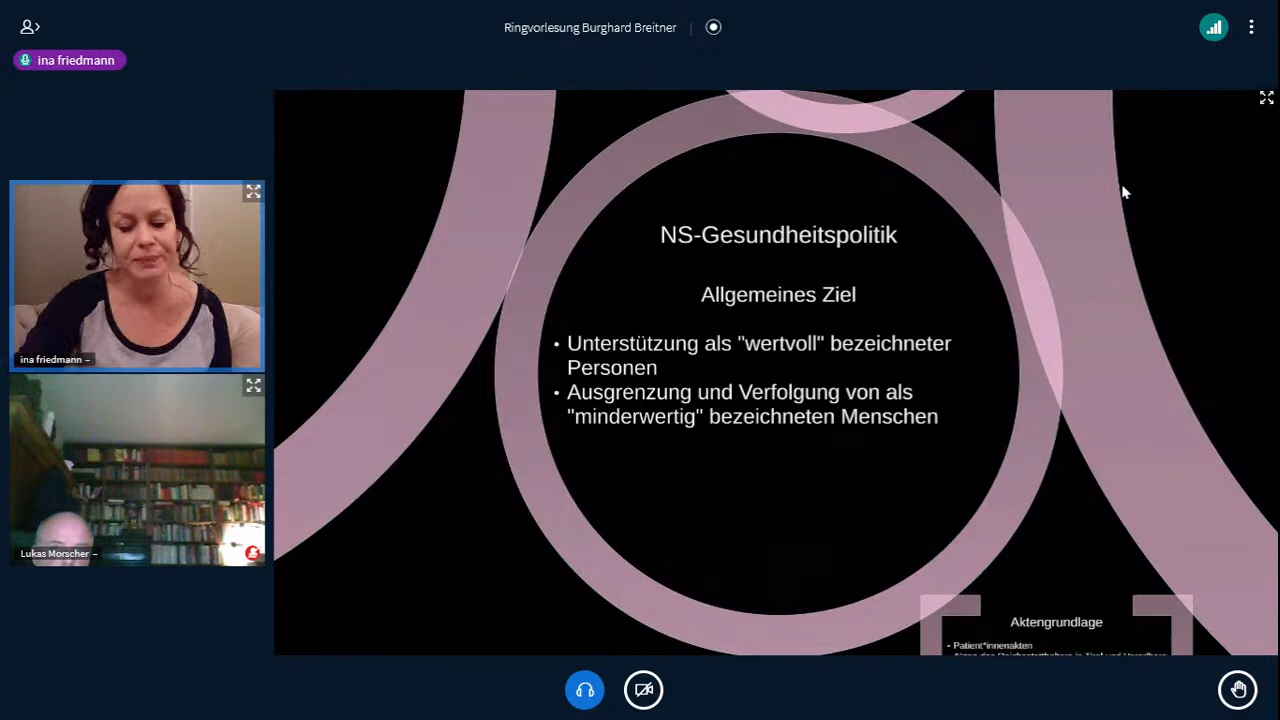 Ringvorlesung Burghard Breitner
ina friedmann
ina friedmann
Lukas Morscher
NS-Gesundheitspolitik
Allgemeines Ziel
• Unterstützung als "wertvoll" bezeichneter
Personen
• Ausgrenzung und Verfolgung von als
"minderwertig" bezeichneten Menschen
Aktengrundlage
• Patient*innenakten